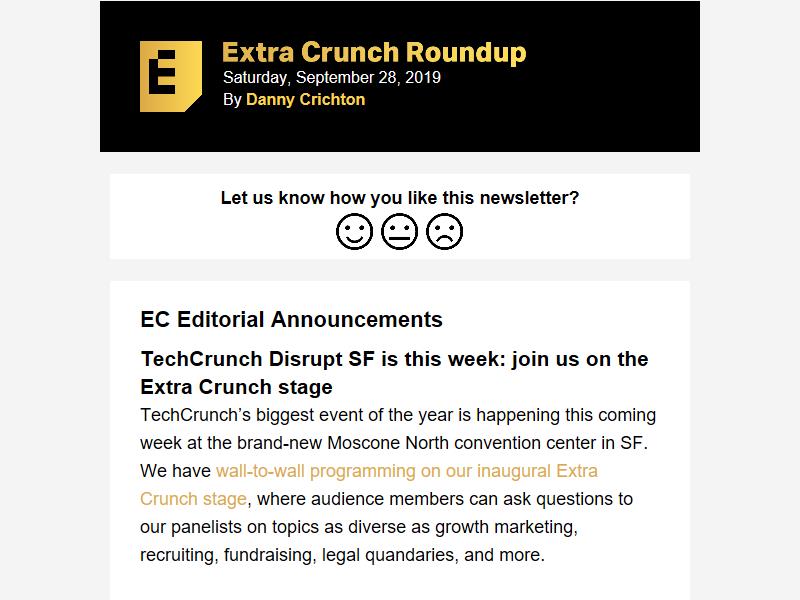 E
Extra Crunch Roundup
Saturday, September 28, 2019
By Danny Crichton
Let us know how you like this newsletter?
EC Editorial Announcements
TechCrunch Disrupt SF is this week: join us on the
Extra Crunch stage
TechCrunch’s biggest event of the year is happening this coming
week at the brand-new Moscone North convention center in SF.
We have wall-to-wall programming on our inaugural Extra
Crunch stage, where audience members can ask questions to
our panelists on topics as diverse as growth marketing,
recruiting, fundraising, legal quandaries, and more.